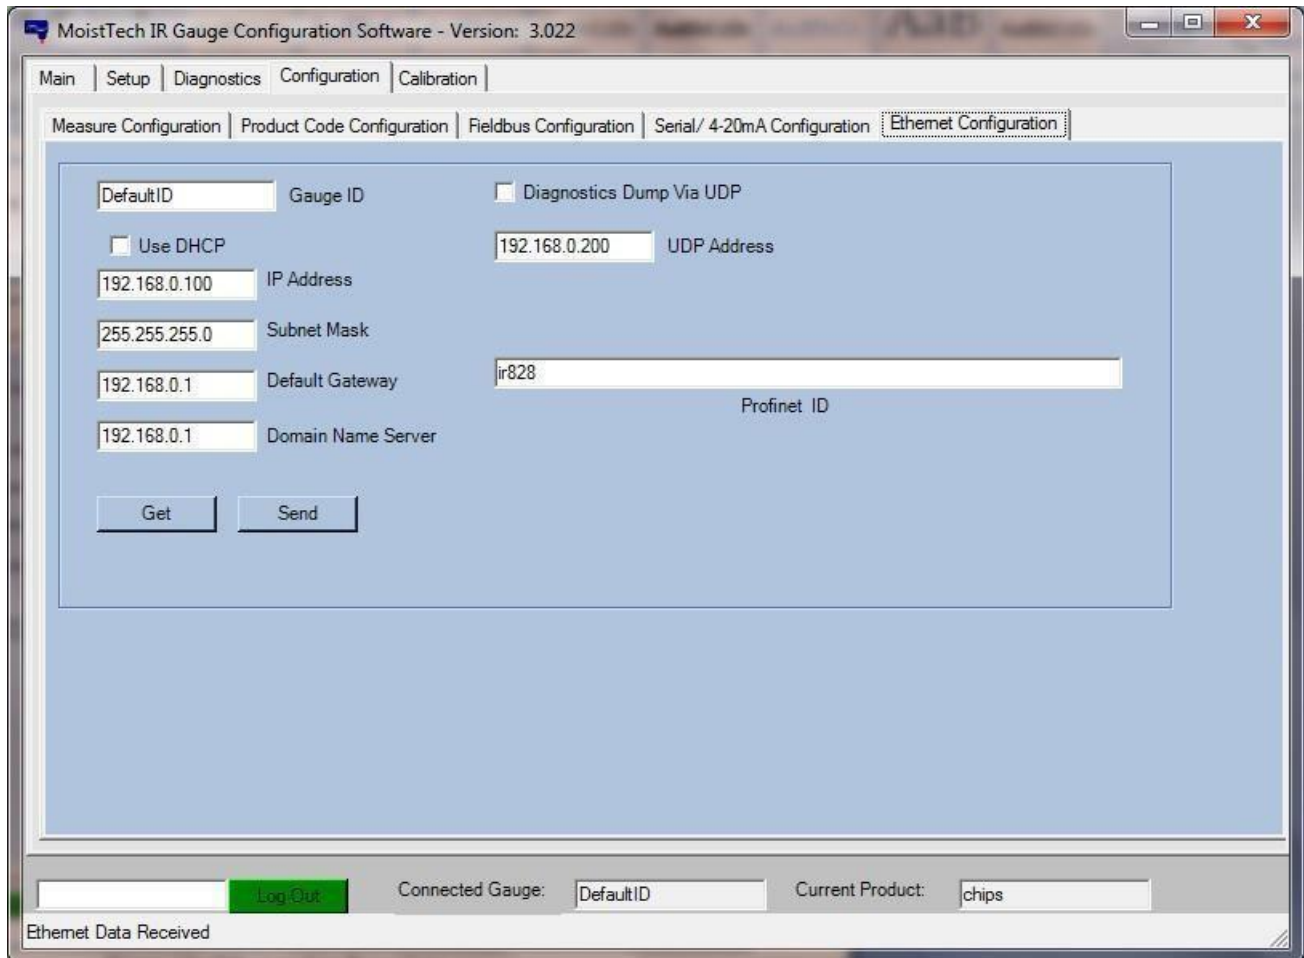 MoistTech IR Gauge Configuration Software - Version: 3.022
Main Setup Diagnostics Configuration Calibration
Measure Configuration Product Code Configuration Fieldbus Configuration Serial/ 4-20mA Configuration Ethernet Configuration
DefaultID Gauge ID Diagnostics Dump Via UDP
Use DHCP 192.168.0.200 UDP Address
192.168.0.100 IP Address
255.255.255.0 Subnet Mask
192.168.0.1 Default Gateway ir828
Profinet ID
192.168.0.1 Domain Name Server
Get Send
Log Out Connected Gauge: DefaultID Current Product: chips
Ethernet Data Received